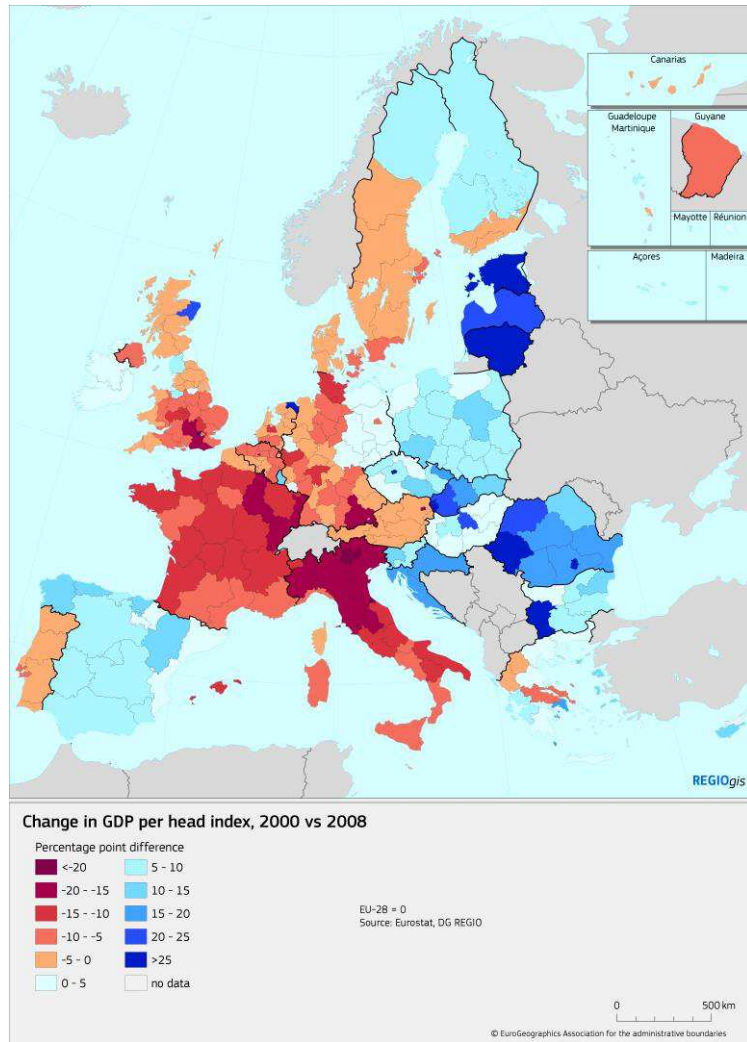 Canarias
Guadeloupe
Martinique
Guyane
Mayotte
Réunion
Açores
Madeira
REGIOgis
Change in GDP per head index, 2000 vs 2008
Percentage point difference
<-20
-20 - -15
-15 - -10
-10 - -5
-5 - 0
0 - 5
5 - 10
10 - 15
15 - 20
20 - 25
>25
no data
EU-28 = 0
Source: Eurostat, DG REGIO
0 500 km
© EuroGeographics Association for the administrative boundaries